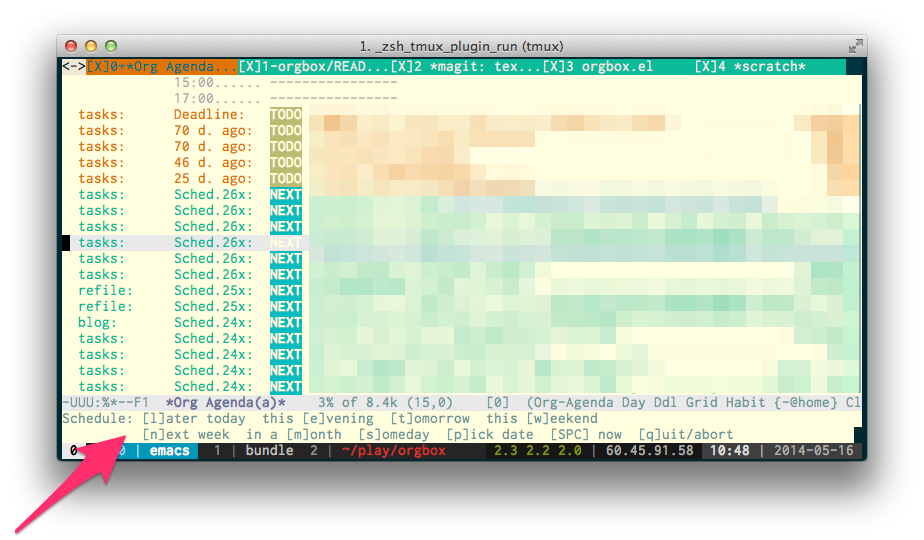 1. _zsh_tmux_plugin_run (tmux)
<->[X]0+*Org Agenda...[X]1-orgbox/READ...[X]2 *magit: tex...[X]3 orgbox.el [X]4 *scratch*
15:00...... ----------------
17:00...... ----------------
tasks: Deadline: TODO
tasks: 70 d. ago: TODO
tasks: 70 d. ago: TODO
tasks: 46 d. ago: TODO
tasks: 25 d. ago: TODO
tasks: Sched.26x: NEXT
tasks: Sched.26x: NEXT
tasks: Sched.26x: NEXT
tasks: Sched.26x: NEXT
tasks: Sched.26x: NEXT
tasks: Sched.26x: NEXT
refile: Sched.25x: NEXT
refile: Sched.25x: NEXT
blog: Sched.24x: NEXT
tasks: Sched.24x: NEXT
tasks: Sched.24x: NEXT
tasks: Sched.24x: NEXT
tasks: Sched.24x: NEXT
-UUU:%*--F1 *Org Agenda(a)* 3% of 8.4k (15,0) [0] (Org-Agenda Day Ddl Grid Habit {-@home} Cl
Schedule: [l]ater today this [e]vening [t]omorrow this [w]eekend
[n]ext week in a [m]onth [s]omeday [p]ick date [SPC] now [q]uit/abort
0 0 | emacs 1 | bundle 2 | ~/play/orgbox 2.3 2.2 2.0 | 60.45.91.58 10:48 | 2014-05-16